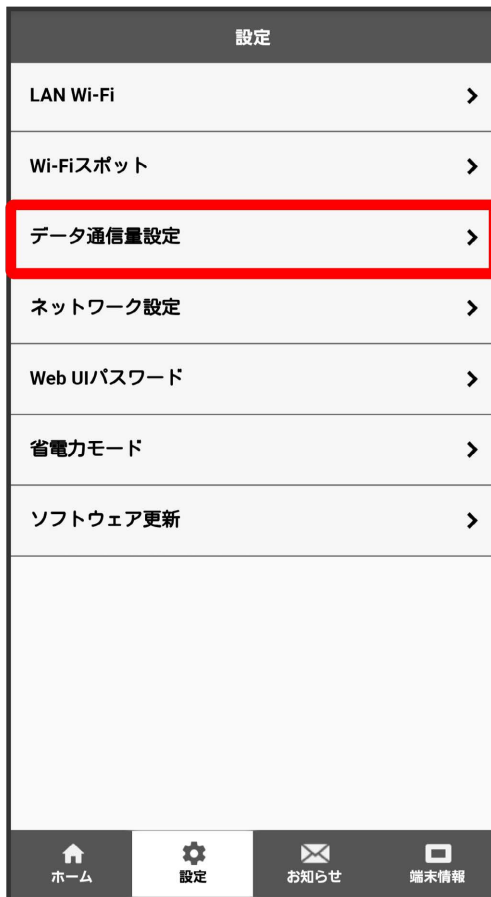 設定
LAN Wi-Fi
Wi-Fiスポット
データ通信量設定
ネットワーク設定
Web UIパスワード
省電力モード
ソフトウェア更新
ホーム
設定
お知らせ
端末情報